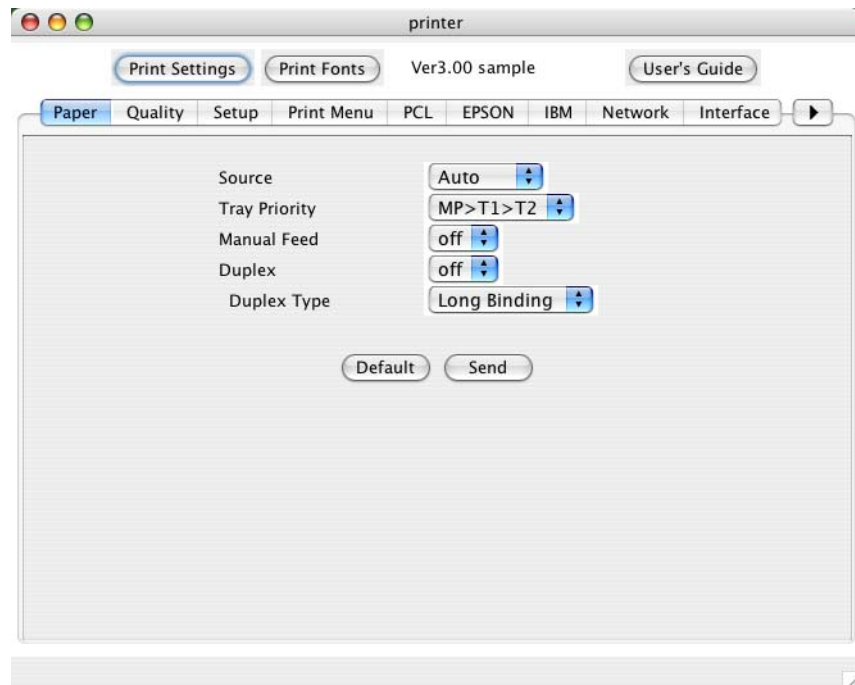 printer
Print Settings Print Fonts Ver3.00 sample User's Guide
Paper Quality Setup Print Menu PCL EPSON IBM Network Interface
Source Auto
Tray Priority MP>T1>T2
Manual Feed off
Duplex off
Duplex Type Long Binding
Default Send